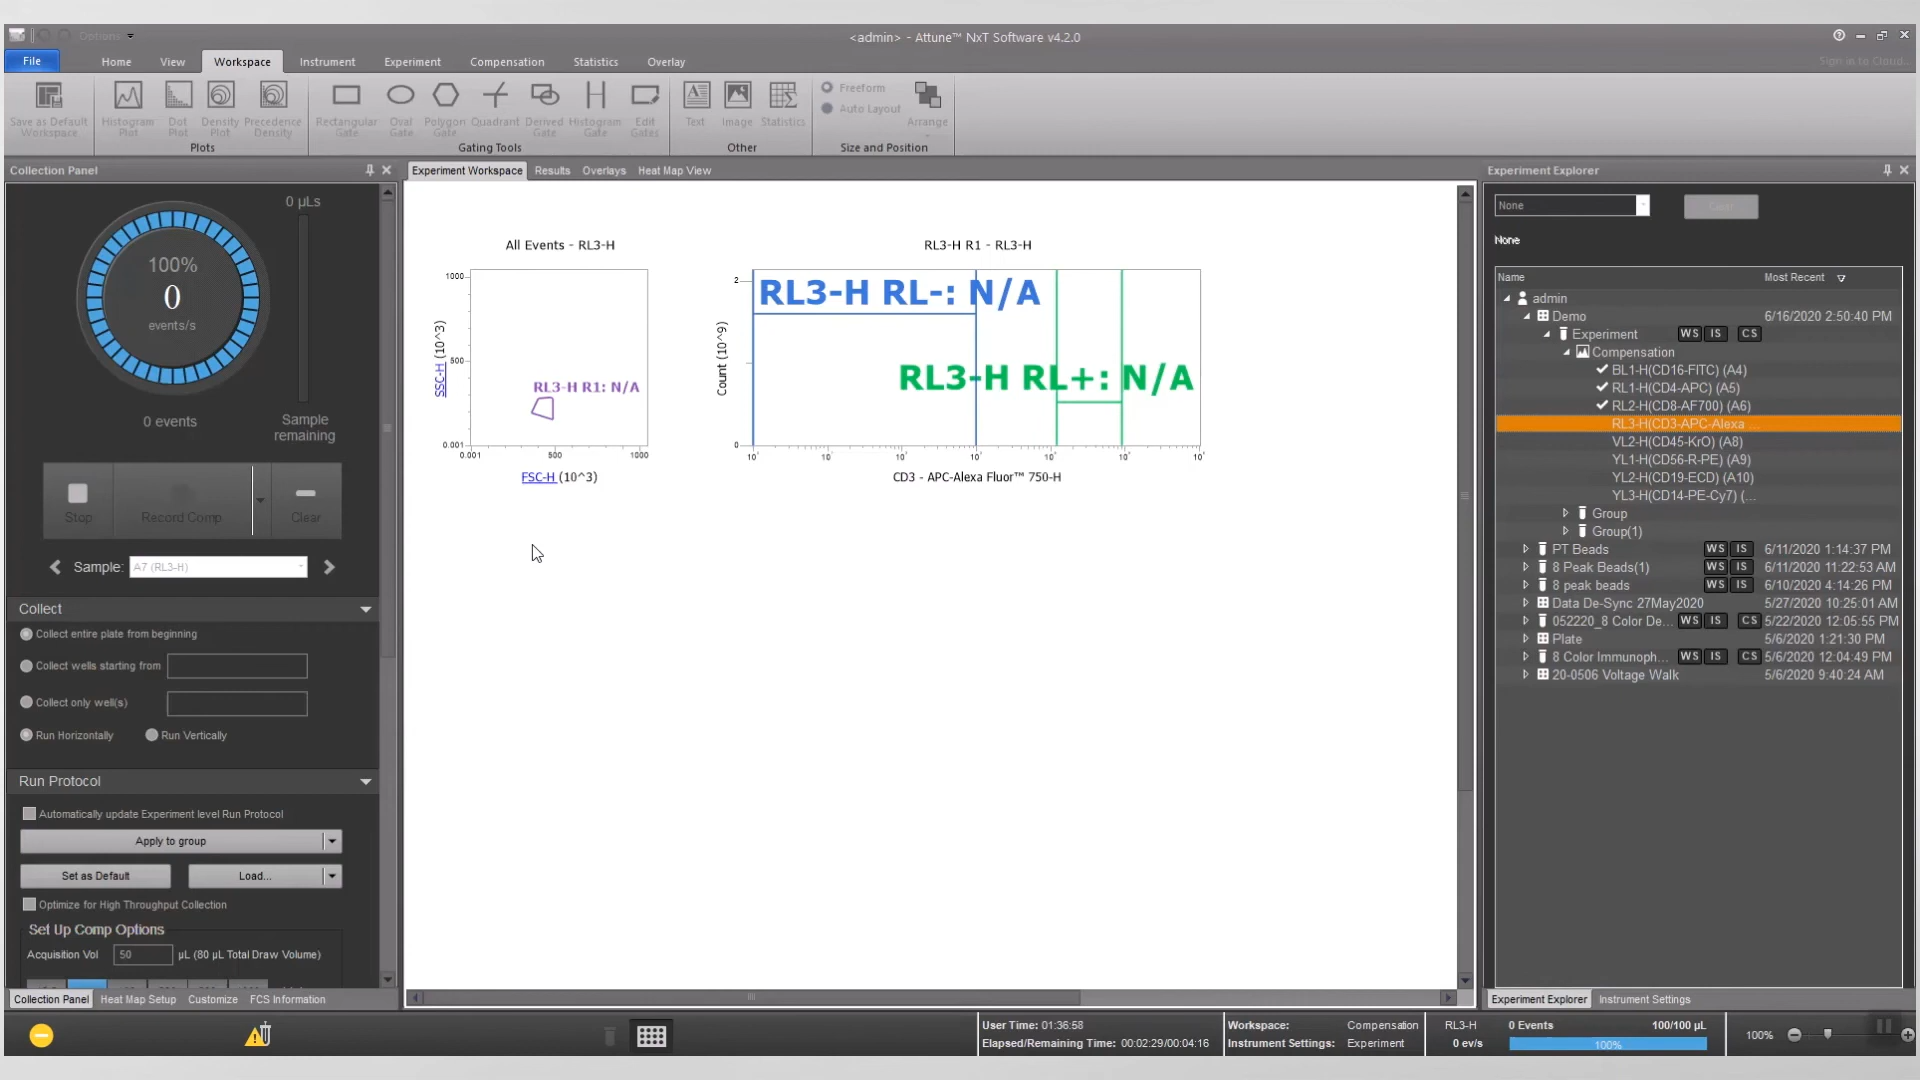 Options
<admin> - Attune™ NxT Software v4.2.0
File Home View Workspace Instrument Experiment Compensation Statistics Overlay
Sign in to Cloud...
Save as Default Workspace
Histogram Plot
Dot Plot
Density Plot
Precedence Density
Plots
Rectangular Gate
Oval Gate
Polygon Gate
Quadrant
Derived Gate
Histogram Gate
Edit Gates
Gating Tools
Text Image Statistics
Other
Freeform
Auto Layout
Arrange
Size and Position
Collection Panel
0 µLs
100%
0
events/s
0 events
Sample remaining
Stop Record Comp Clear
Sample: A7 (RL3-H)
Collect
Collect entire plate from beginning
Collect wells starting from
Collect only well(s)
Run Horizontally Run Vertically
Run Protocol
Automatically update Experiment level Run Protocol
Apply to group
Set as Default Load...
Optimize for High Throughput Collection
Set Up Comp Options
Acquisition Vol 50 µL (80 µL Total Draw Volume)
Collection Panel Heat Map Setup Customize FCS Information
Experiment Workspace Results Overlays Heat Map View
All Events - RL3-H
1000
500
0.001
SSC-H (10^3)
RL3-H R1: N/A
0.001 500 1000
FSC-H (10^3)
RL3-H R1 - RL3-H
2
0
Count (10^9)
RL3-H RL-: N/A
RL3-H RL+: N/A
CD3 - APC-Alexa Fluor™ 750-H
Experiment Explorer
None
None
Name Most Recent
admin
Demo 6/16/2020 2:50:40 PM
Experiment WS IS CS
Compensation
BL1-H(CD16-FITC) (A4)
RL1-H(CD4-APC) (A5)
RL2-H(CD8-AF700) (A6)
RL3-H(CD3-APC-Alexa ...
VL2-H(CD45-KrO) (A8)
YL1-H(CD56-R-PE) (A9)
YL2-H(CD19-ECD) (A10)
YL3-H(CD14-PE-Cy7) (...
Group
Group(1)
PT Beads WS IS 6/11/2020 1:14:37 PM
8 Peak Beads(1) WS IS 6/11/2020 11:22:53 AM
8 peak beads WS IS 6/10/2020 4:14:26 PM
Data De-Sync 27May2020 5/27/2020 10:25:01 AM
052220_8 Color De... WS IS CS 5/22/2020 12:05:55 PM
Plate 5/6/2020 1:21:30 PM
8 Color Immunoph... WS IS CS 5/6/2020 12:04:49 PM
20-0506 Voltage Walk 5/6/2020 9:40:24 AM
Experiment Explorer Instrument Settings
User Time: 01:36:58
Elapsed/Remaining Time: 00:02:29/00:04:16
Workspace: Compensation
Instrument Settings: Experiment
RL3-H 0 Events 100/100 µL
0 ev/s 100%
100%